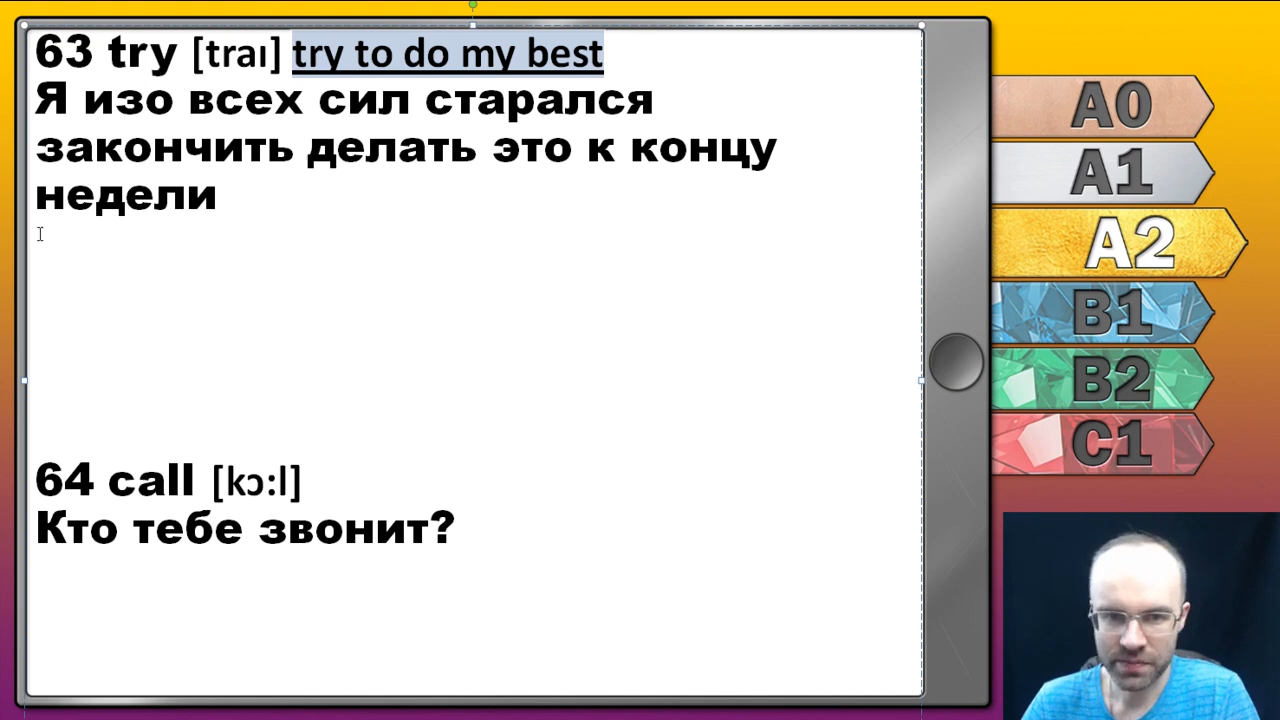 63 try [traɪ] try to do my best
Я изо всех сил старался
закончить делать это к концу
недели
64 call [kɔ:l]
Кто тебе звонит?
A0
A1
A2
B1
B2
C1